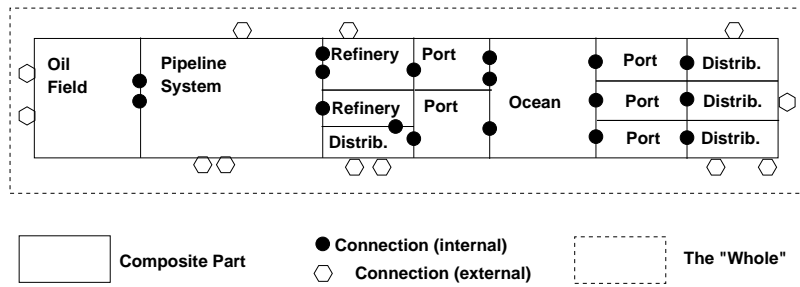 Oil Field
Pipeline System
Refinery
Port
Refinery
Port
Distrib.
Ocean
Port
Distrib.
Port
Distrib.
Port
Distrib.
Composite Part
Connection (internal)
Connection (external)
The "Whole"